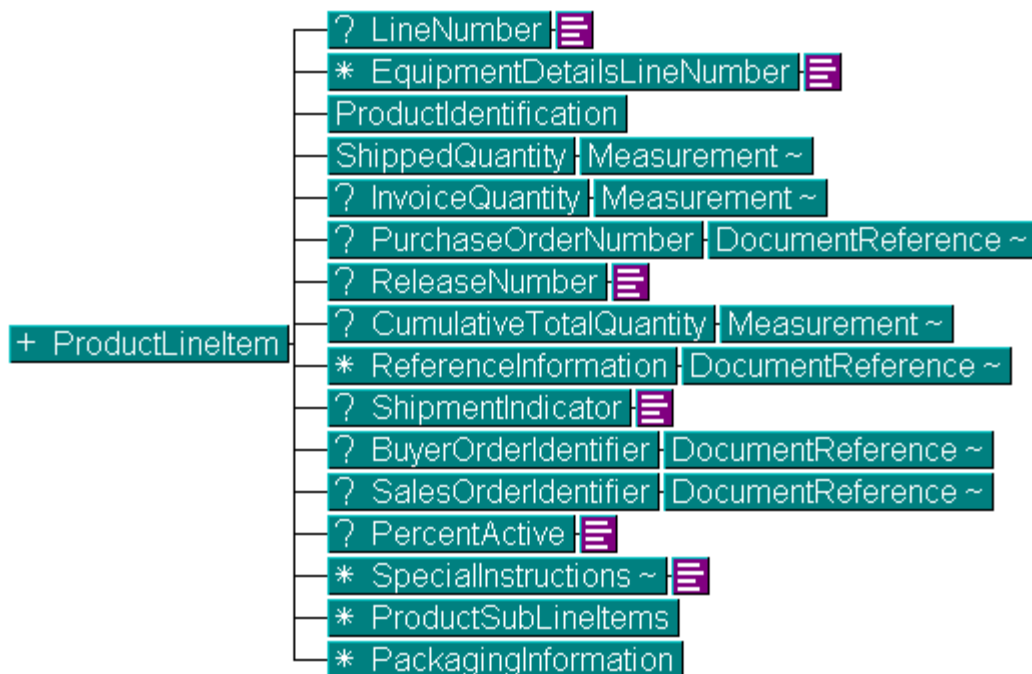 ? LineNumber
* EquipmentDetailsLineNumber
ProductIdentification
ShippedQuantity Measurement ~
? InvoiceQuantity Measurement ~
? PurchaseOrderNumber DocumentReference ~
? ReleaseNumber
? CumulativeTotalQuantity Measurement ~
+ ProductLineItem
* ReferenceInformation DocumentReference ~
? ShipmentIndicator
? BuyerOrderIdentifier DocumentReference ~
? SalesOrderIdentifier DocumentReference ~
? PercentActive
* SpecialInstructions ~
* ProductSubLineItems
* PackagingInformation